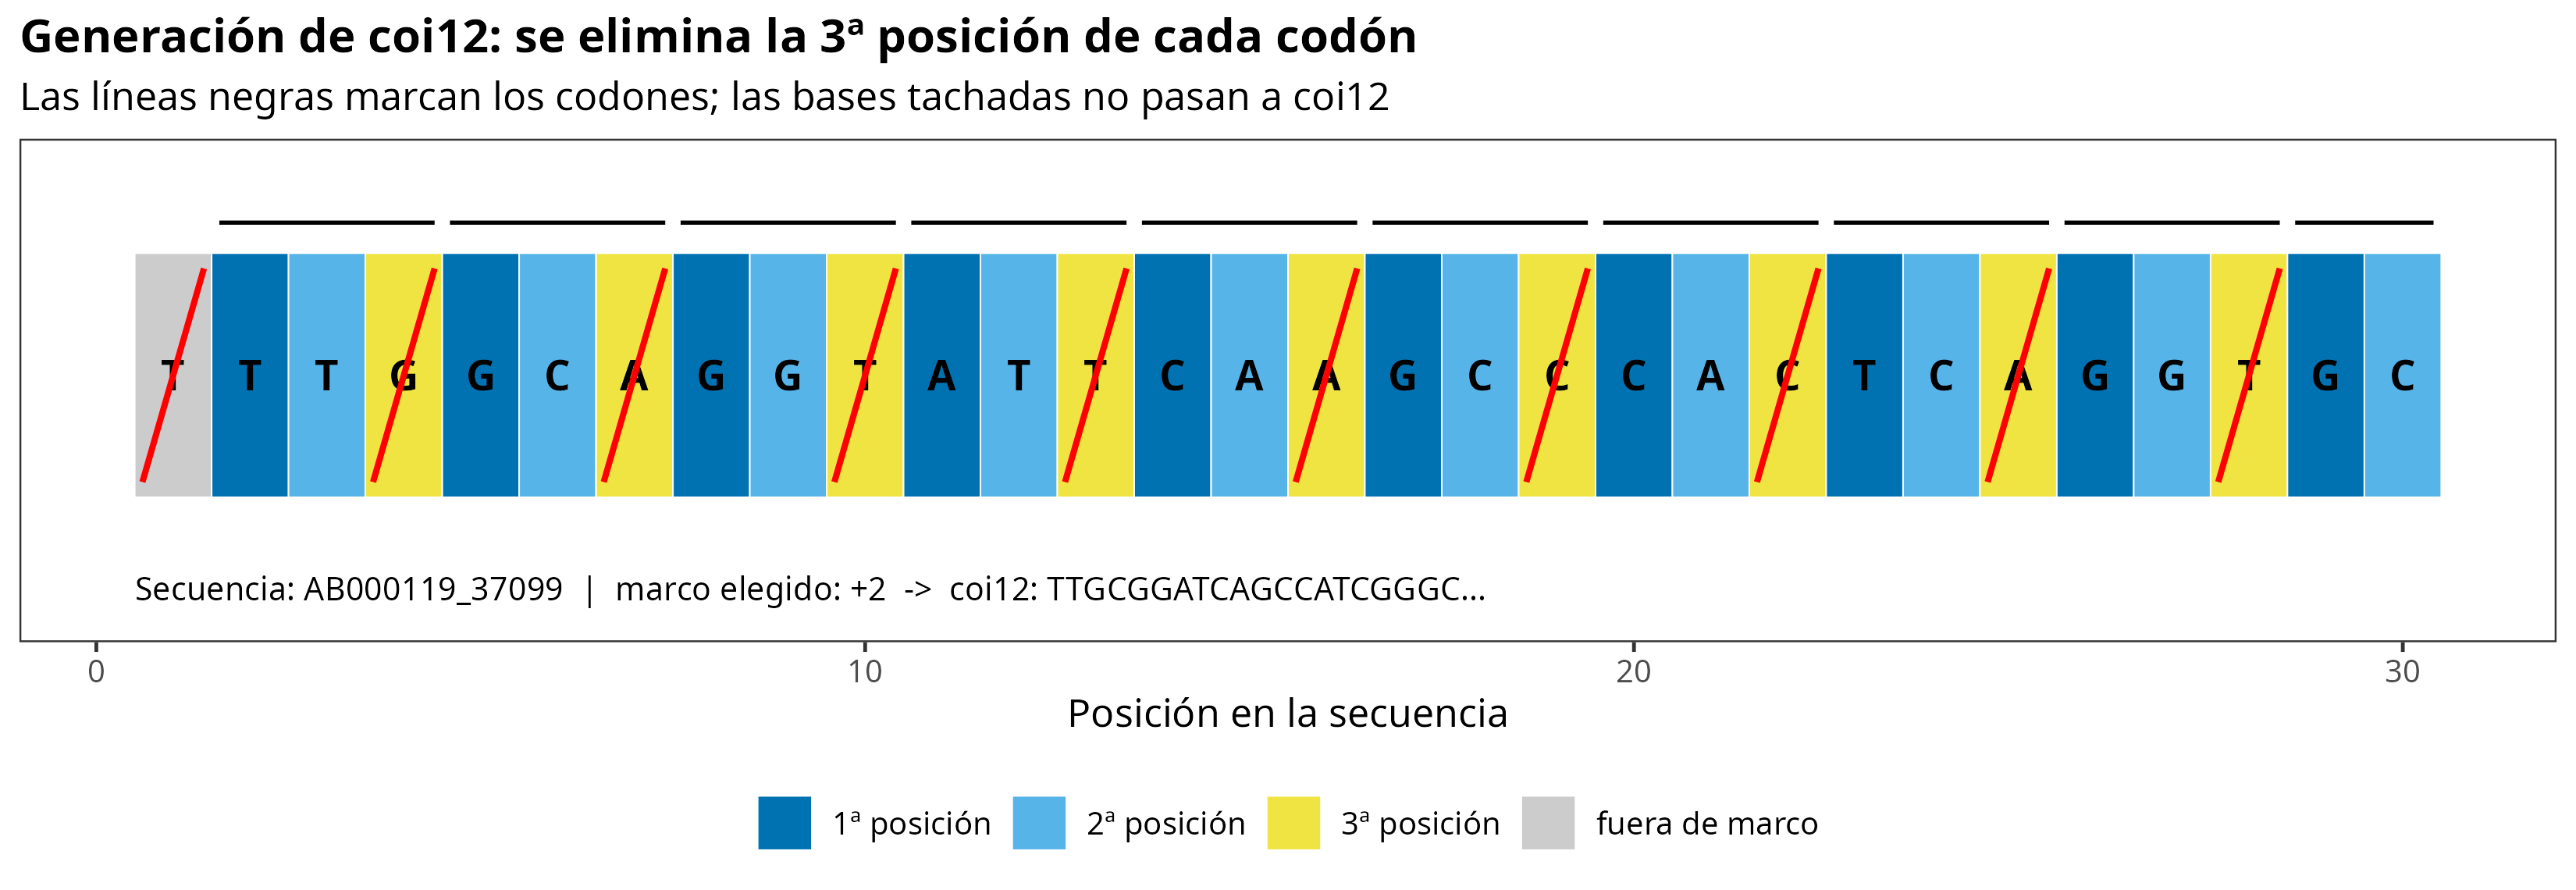 Generación de coi12: se elimina la 3ª posición de cada codón
Las líneas negras marcan los codones; las bases tachadas no pasan a coi12
T T T G G C A G G T A T T C A A G C C C A C T C A G G T G C
Secuencia: AB000119_37099 | marco elegido: +2 -> coi12: TTGCGGATCAGCCATCGGGC...
0 10 20 30
Posición en la secuencia
1ª posición 2ª posición 3ª posición fuera de marco